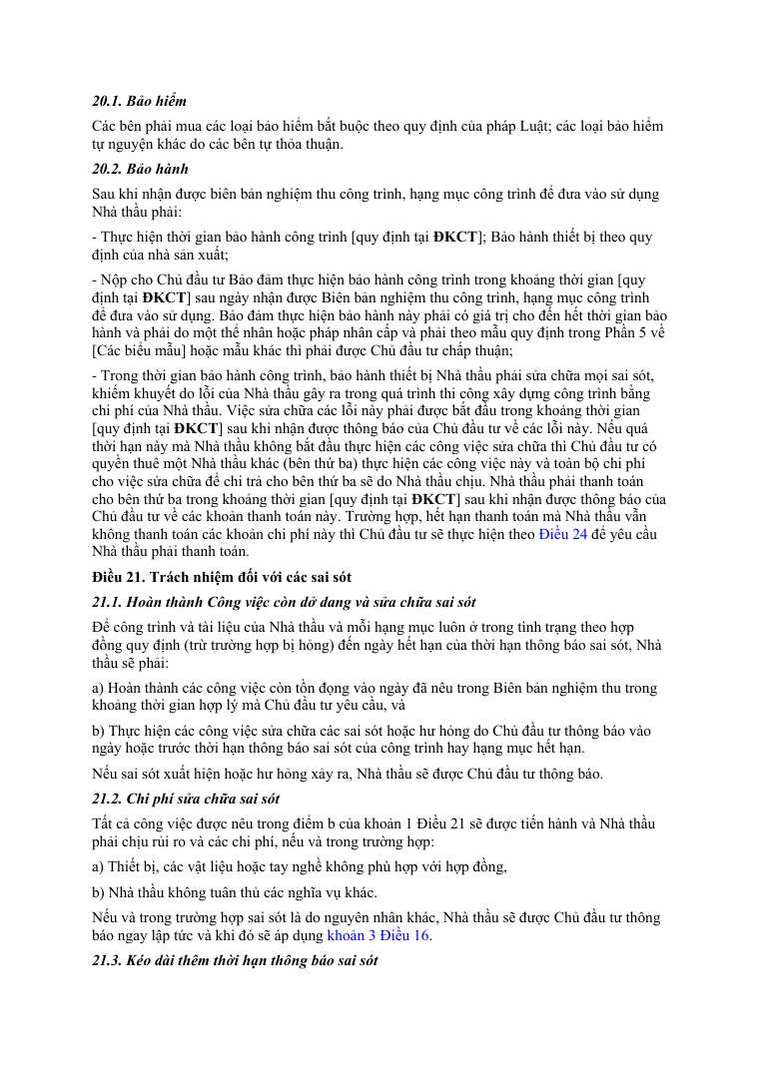 20.1. Bảo hiểm
Các bên phải mua các loại bảo hiểm bắt buộc theo quy định của pháp Luật; các loại bảo hiểm
tự nguyện khác do các bên tự thỏa thuận.
20.2. Bảo hành
Sau khi nhận được biên bản nghiệm thu công trình, hạng mục công trình để đưa vào sử dụng
Nhà thầu phải:
- Thực hiện thời gian bảo hành công trình [quy định tại ĐKCT]; Bảo hành thiết bị theo quy
định của nhà sản xuất;
- Nộp cho Chủ đầu tư Bảo đảm thực hiện bảo hành công trình trong khoảng thời gian [quy
định tại ĐKCT] sau ngày nhận được Biên bản nghiệm thu công trình, hạng mục công trình
để đưa vào sử dụng. Bảo đảm thực hiện bảo hành này phải có giá trị cho đến hết thời gian bảo
hành và phải do một thể nhân hoặc pháp nhân cấp và phải theo mẫu quy định trong Phần 5 về
[Các biểu mẫu] hoặc mẫu khác thì phải được Chủ đầu tư chấp thuận;
- Trong thời gian bảo hành công trình, bảo hành thiết bị Nhà thầu phải sửa chữa mọi sai sót,
khiếm khuyết do lỗi của Nhà thầu gây ra trong quá trình thi công xây dựng công trình bằng
chi phí của Nhà thầu. Việc sửa chữa các lỗi này phải được bắt đầu trong khoảng thời gian
[quy định tại ĐKCT] sau khi nhận được thông báo của Chủ đầu tư về các lỗi này. Nếu quá
thời hạn này mà Nhà thầu không bắt đầu thực hiện các công việc sửa chữa thì Chủ đầu tư có
quyền thuê một Nhà thầu khác (bên thứ ba) thực hiện các công việc này và toàn bộ chi phí
cho việc sửa chữa để chi trả cho bên thứ ba sẽ do Nhà thầu chịu. Nhà thầu phải thanh toán
cho bên thứ ba trong khoảng thời gian [quy định tại ĐKCT] sau khi nhận được thông báo của
Chủ đầu tư về các khoản thanh toán này. Trường hợp, hết hạn thanh toán mà Nhà thầu vẫn
không thanh toán các khoản chi phí này thì Chủ đầu tư sẽ thực hiện theo Điều 24 để yêu cầu
Nhà thầu phải thanh toán.
Điều 21. Trách nhiệm đối với các sai sót
21.1. Hoàn thành Công việc còn dở dang và sửa chữa sai sót
Để công trình và tài liệu của Nhà thầu và mỗi hạng mục luôn ở trong tình trạng theo hợp
đồng quy định (trừ trường hợp bị hỏng) đến ngày hết hạn của thời hạn thông báo sai sót, Nhà
thầu sẽ phải:
a) Hoàn thành các công việc còn tồn đọng vào ngày đã nêu trong Biên bản nghiệm thu trong
khoảng thời gian hợp lý mà Chủ đầu tư yêu cầu, và
b) Thực hiện các công việc sửa chữa các sai sót hoặc hư hỏng do Chủ đầu tư thông báo vào
ngày hoặc trước thời hạn thông báo sai sót của công trình hay hạng mục hết hạn.
Nếu sai sót xuất hiện hoặc hư hỏng xảy ra, Nhà thầu sẽ được Chủ đầu tư thông báo.
21.2. Chi phí sửa chữa sai sót
Tất cả công việc được nêu trong điểm b của khoản 1 Điều 21 sẽ được tiến hành và Nhà thầu
phải chịu rủi ro và các chi phí, nếu và trong trường hợp:
a) Thiết bị, các vật liệu hoặc tay nghề không phù hợp với hợp đồng,
b) Nhà thầu không tuân thủ các nghĩa vụ khác.
Nếu và trong trường hợp sai sót là do nguyên nhân khác, Nhà thầu sẽ được Chủ đầu tư thông
báo ngay lập tức và khi đó sẽ áp dụng khoản 3 Điều 16.
21.3. Kéo dài thêm thời hạn thông báo sai sót